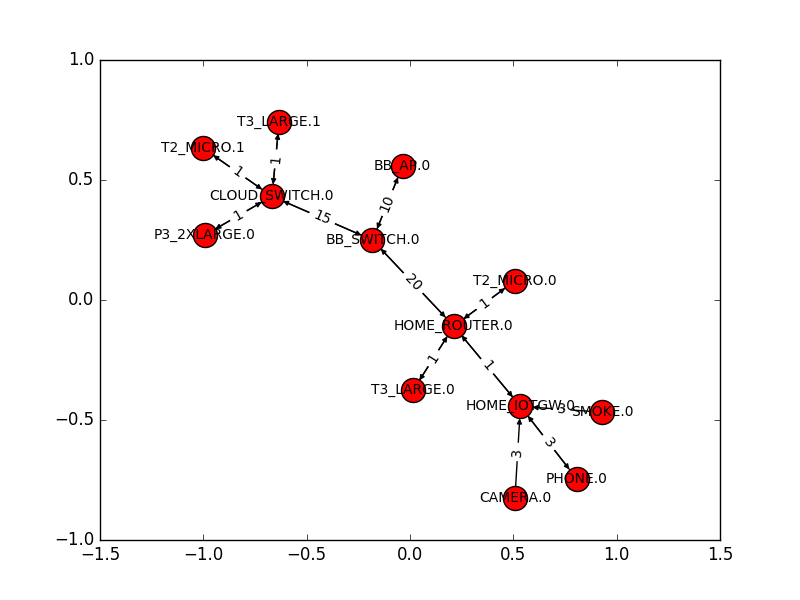 1.0
T3_LARGE.1
T2_MICRO.1
1
1
BB_AP.0
0.5
CLOUD_SWITCH.0
10
1
15
P3_2XLARGE.0
BB_SWITCH.0
20
T2_MICRO.0
0.0
1
HOME_ROUTER.0
1
1
T3_LARGE.0
HOME_IOTGW.0
3
SMOKE.0
−0.5
3
3
PHONE.0
CAMERA.0
−1.0
−1.5
−1.0
−0.5
0.0
0.5
1.0
1.5